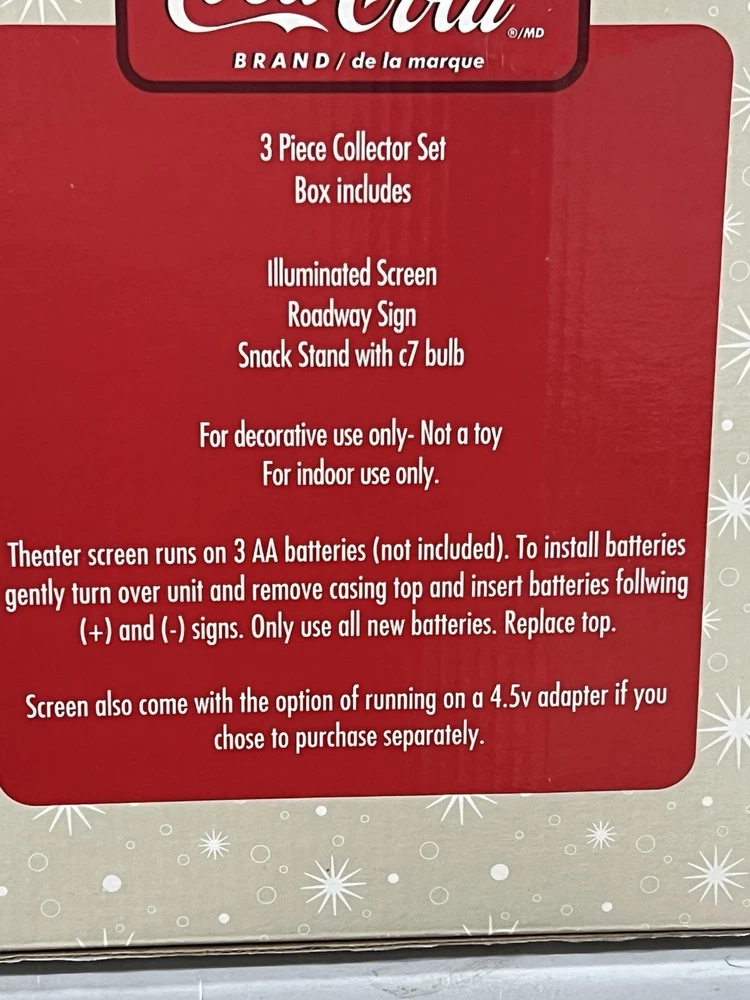 Coca-Cola
®/MD
BRAND / de la marque
3 Piece Collector Set
Box includes
Illuminated Screen
Roadway Sign
Snack Stand with c7 bulb
For decorative use only- Not a toy
For indoor use only.
Theater screen runs on 3 AA batteries (not included). To install batteries
gently turn over unit and remove casing top and insert batteries follwing
(+) and (-) signs. Only use all new batteries. Replace top.
Screen also come with the option of running on a 4.5v adapter if you
chose to purchase separately.